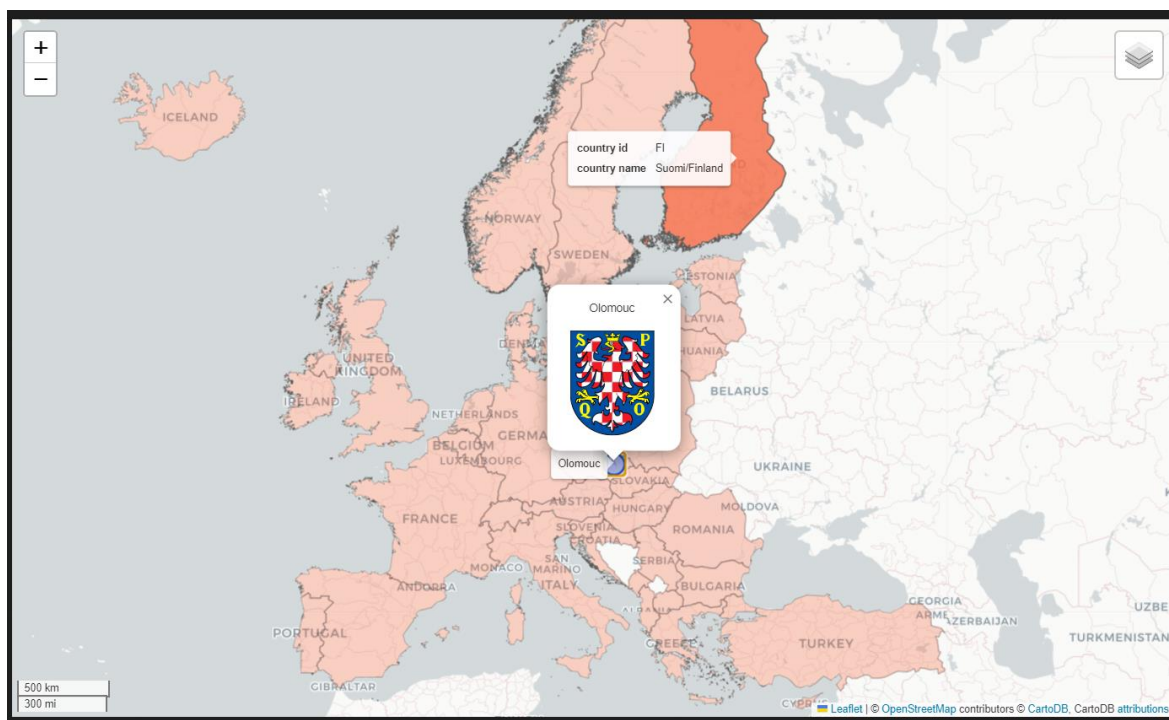 +
−
ICELAND
country id FI
country name Suomi/Finland
NORWAY
SWEDEN
ESTONIA
Olomouc
S P
Q O
LATVIA
UNITED
KINGDOM
IRELAND
BELARUS
NETHERLANDS
BELGIUM
LUXEMBOURG
Olomouc
SLOVAKIA
UKRAINE
AUSTRIA
HUNGARY
MOLDOVA
FRANCE
SLOVENIA
CROATIA
ROMANIA
MONACO
SAN
MARINO
SERBIA
ITALY
ANDORRA
BULGARIA
GEORGIA
AZERBAIJAN
UZBE
PORTUGAL
ALBANIA
GREECE
TURKEY
TURKMENISTAN
GIBRALTAR
500 km
300 mi
Leaflet | © OpenStreetMap contributors © CartoDB, CartoDB attributions